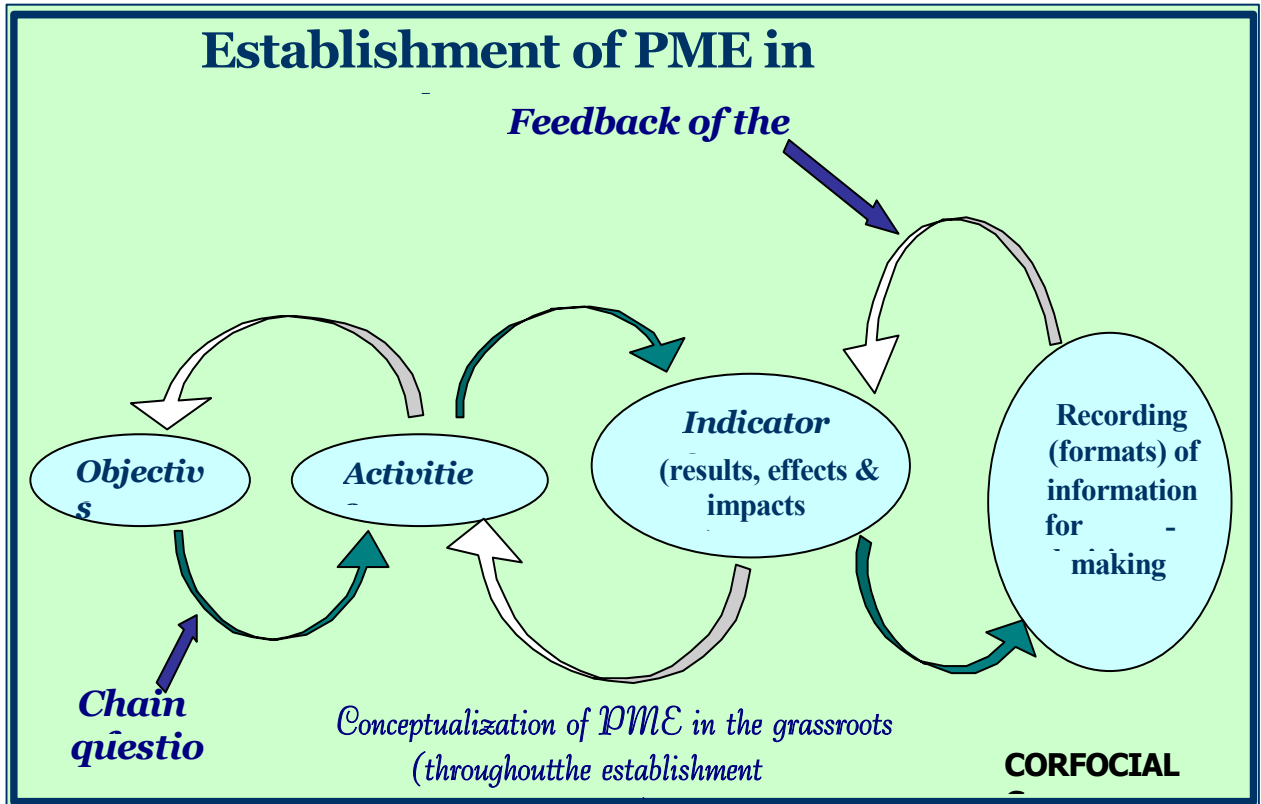 Establishment of PME in
Feedback of the
Objectiv
s
Activitie
Indicator
(results, effects &
impacts
Recording
(formats) of
information
for -
making
Chain
questio
Conceptualization of PME in the grassroots
(throughoutthe establishment
CORFOCIAL